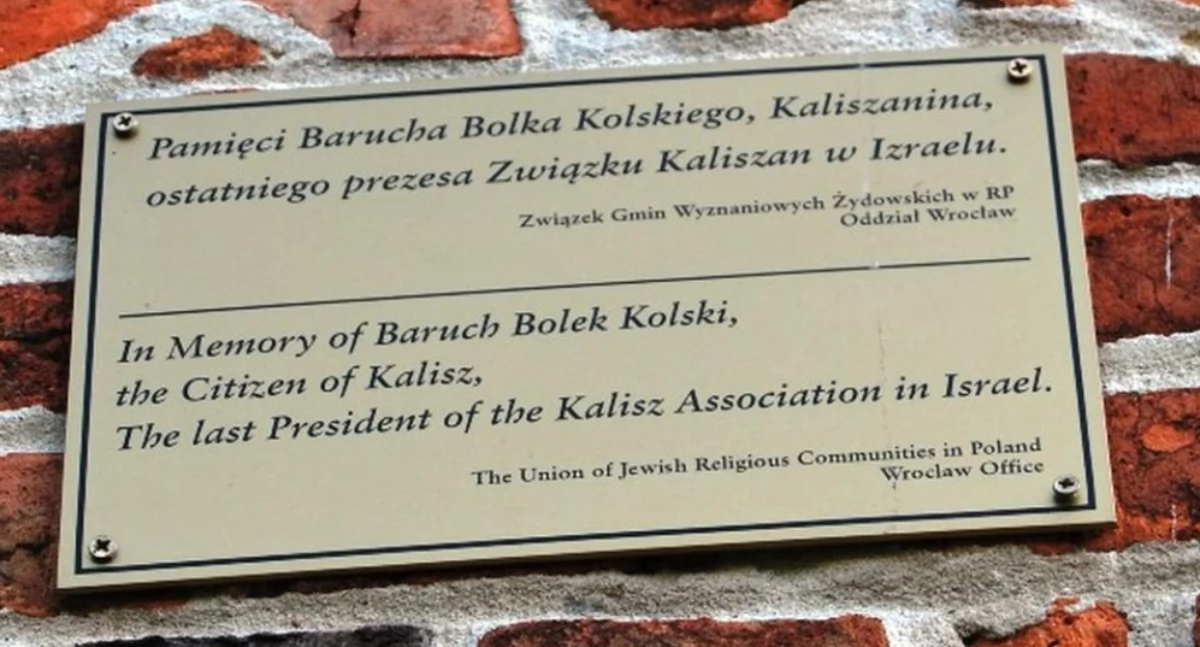 Pamięci Barucha Bolka Kolskiego, Kaliszanina,
ostatniego prezesa Związku Kaliszan w Izraelu.
Związek Gmin Wyznaniowych Żydowskich w RP
Oddział Wrocław
In Memory of Baruch Bolek Kolski,
the Citizen of Kalisz,
The last President of the Kalisz Association in Israel.
The Union of Jewish Religious Communities in Poland
Wroclaw Office